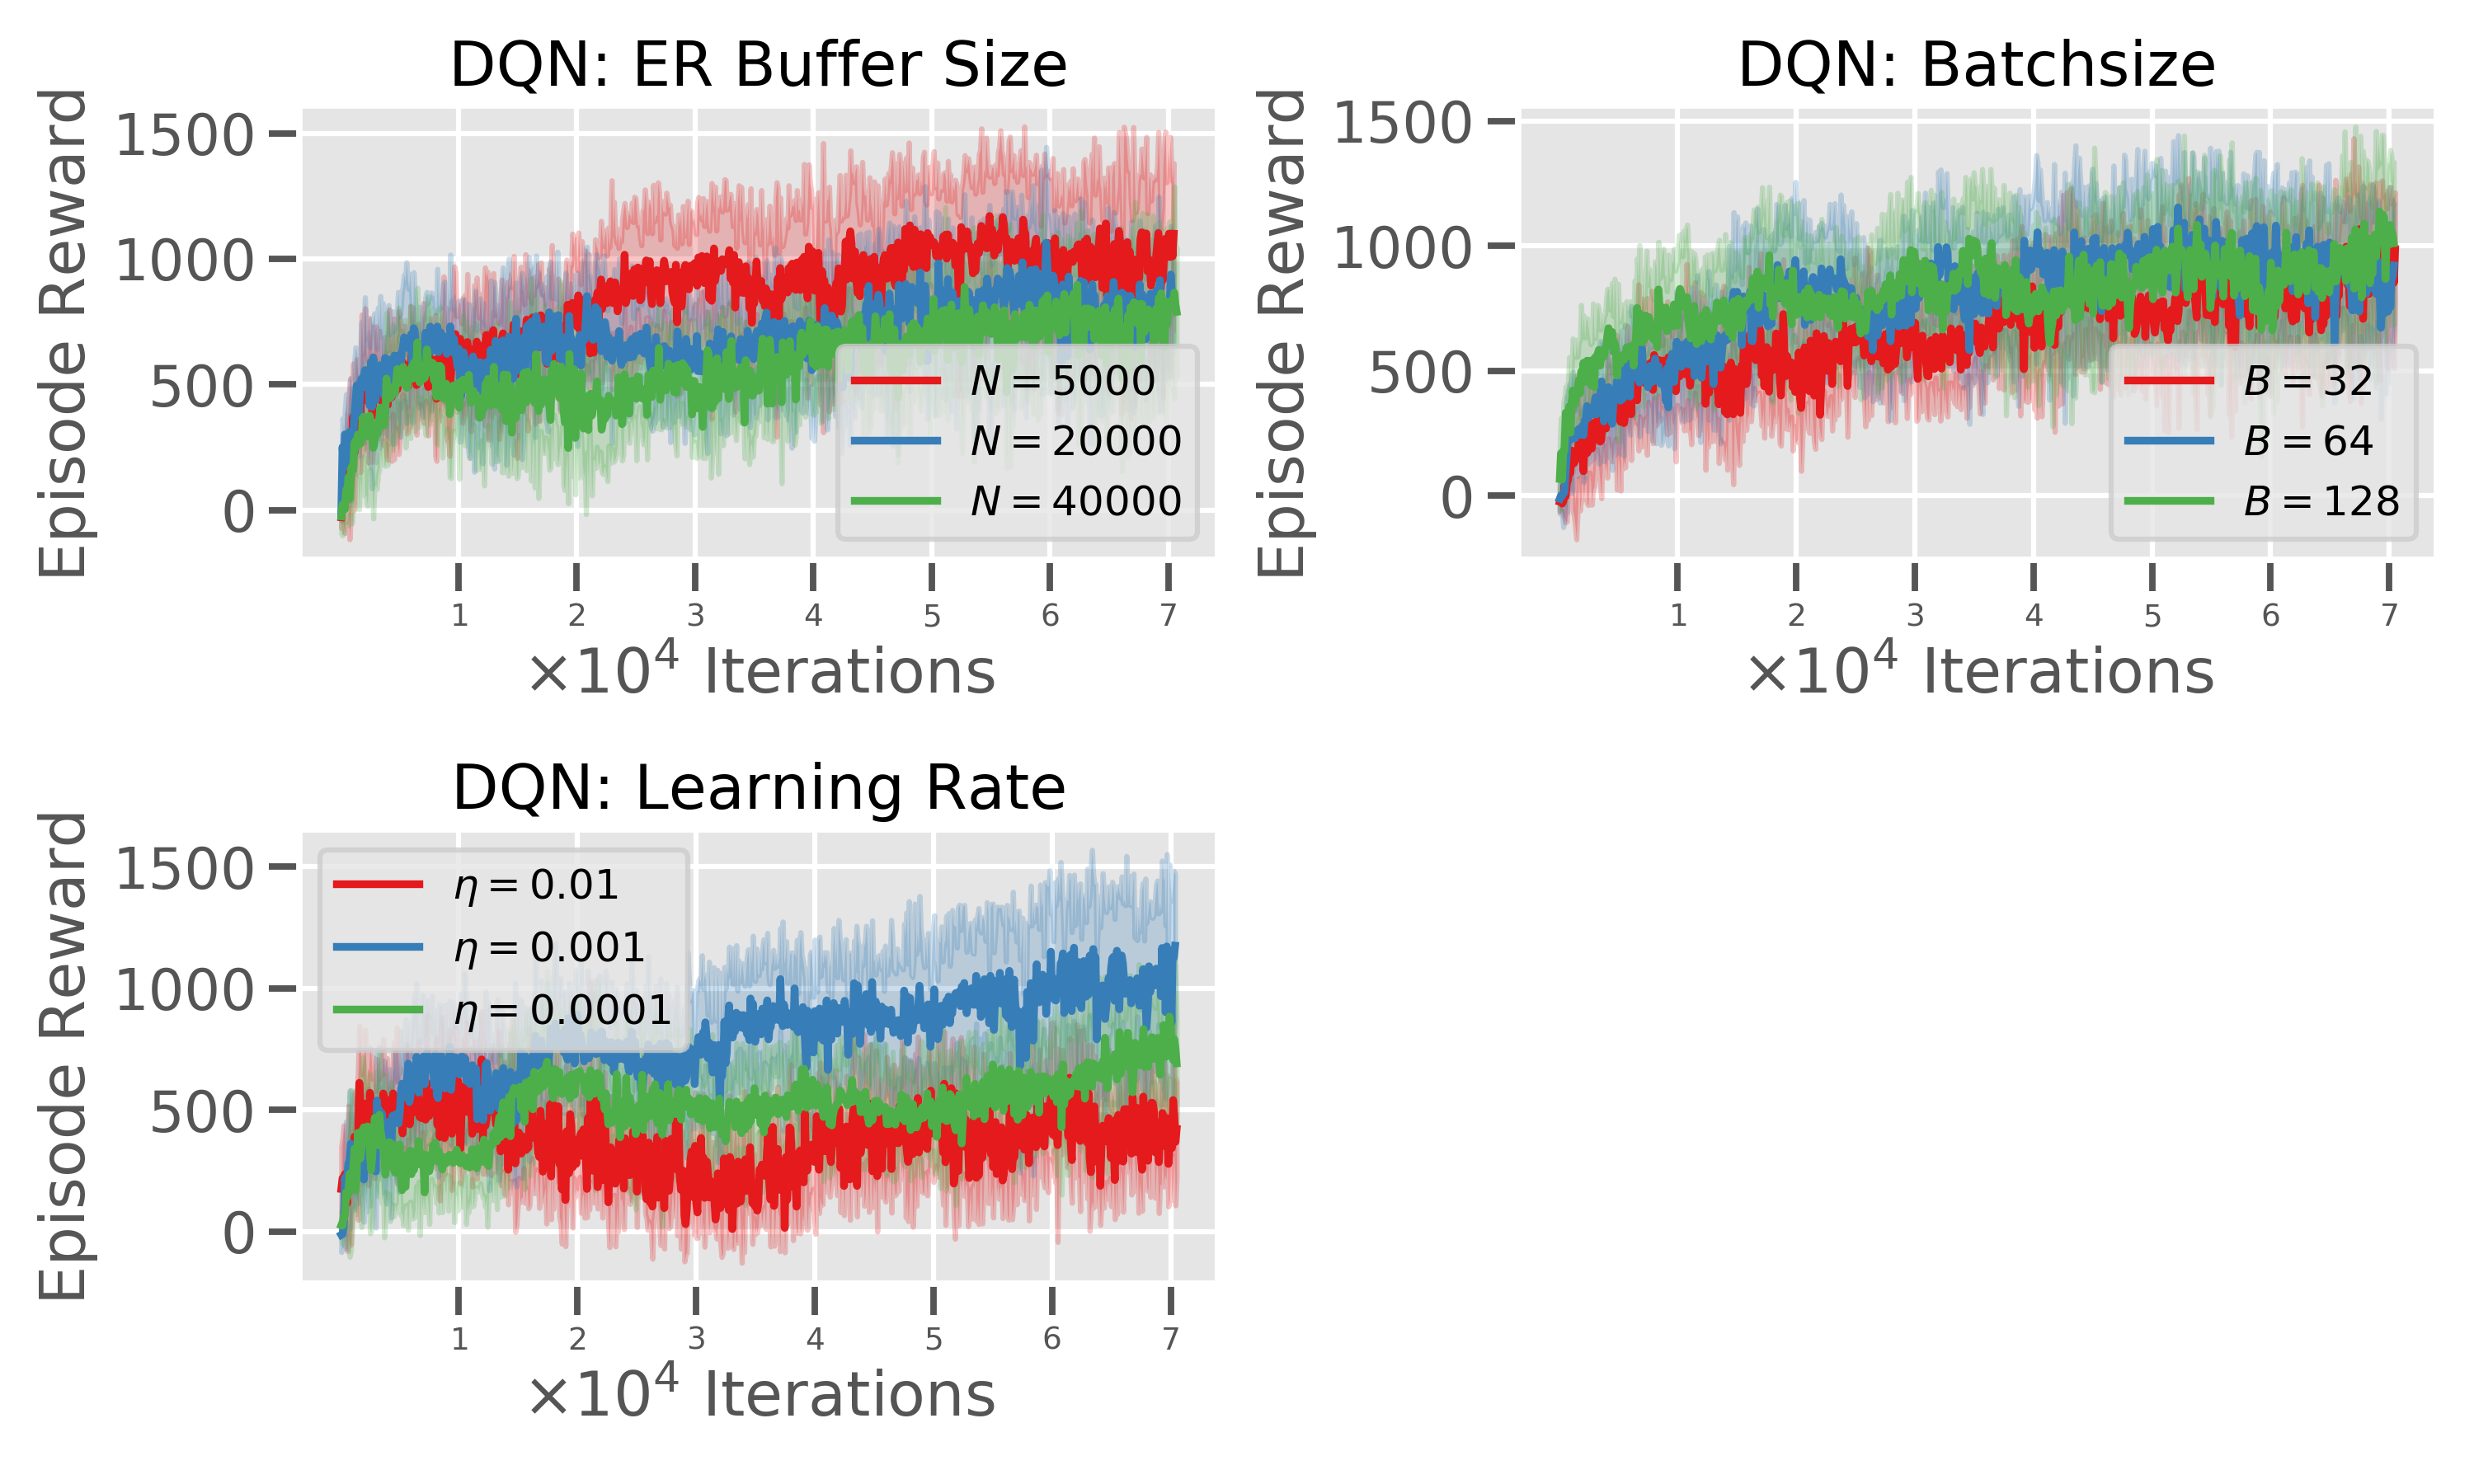 DQN: ER Buffer Size
Episode Reward
1500
1000
500
0
N = 5000
N = 20000
N = 40000
1 2 3 4 5 6 7
×10⁴ Iterations
DQN: Batchsize
Episode Reward
1500
1000
500
0
B = 32
B = 64
B = 128
1 2 3 4 5 6 7
×10⁴ Iterations
DQN: Learning Rate
Episode Reward
1500
1000
500
0
η = 0.01
η = 0.001
η = 0.0001
1 2 3 4 5 6 7
×10⁴ Iterations